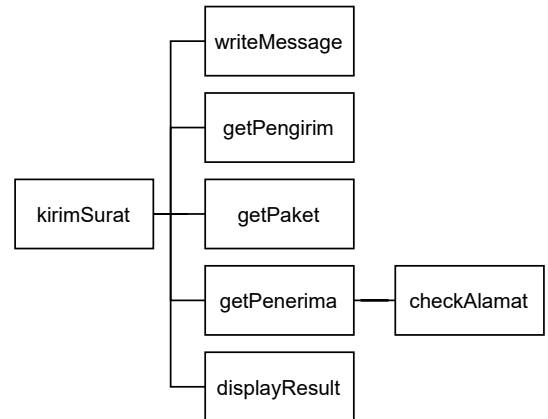 writeMessage
getPengirim
kirimSurat
getPaket
getPenerima
checkAlamat
displayResult